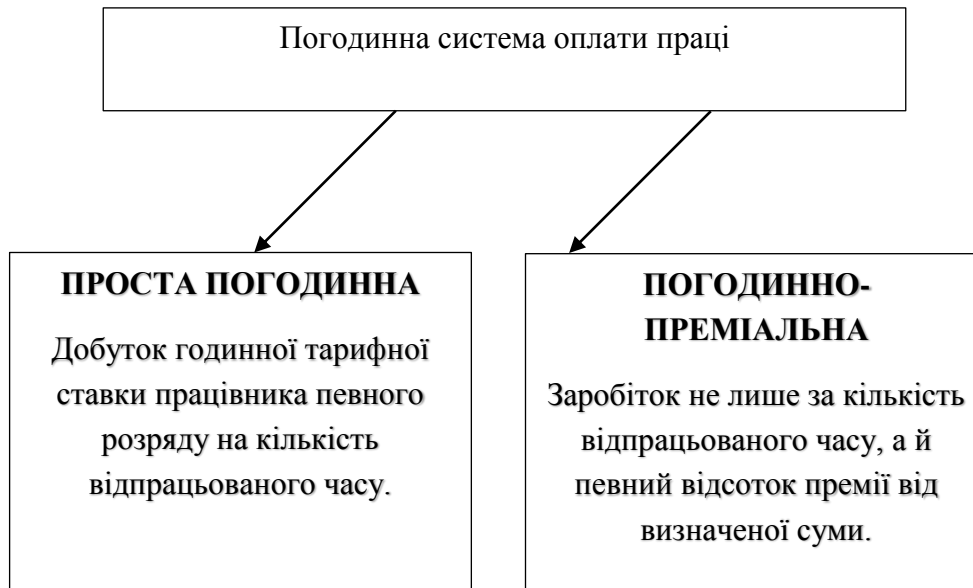 Погодинна система оплати праці
ПРОСТА ПОГОДИННА
Добуток годинної тарифної
ставки працівника певного
розряду на кількість
відпрацьованого часу.
ПОГОДИННО-
ПРЕМІАЛЬНА
Заробіток не лише за кількість
відпрацьованого часу, а й
певний відсоток премії від
визначеної суми.